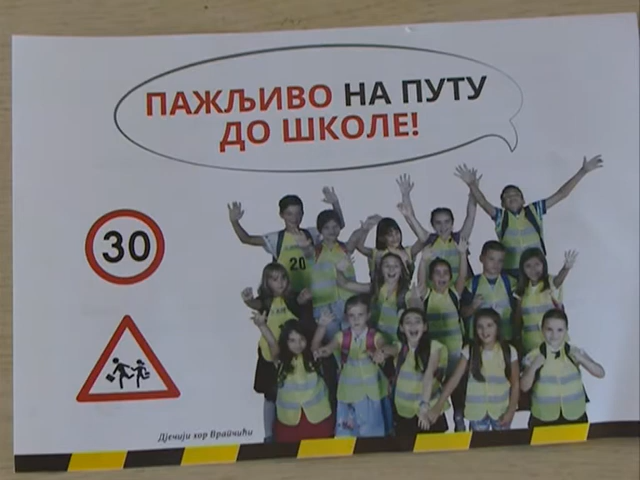 ПАЖЉИВО НА ПУТУ
ДО ШКОЛЕ!
30
20
Дјечији хор Врапчићи